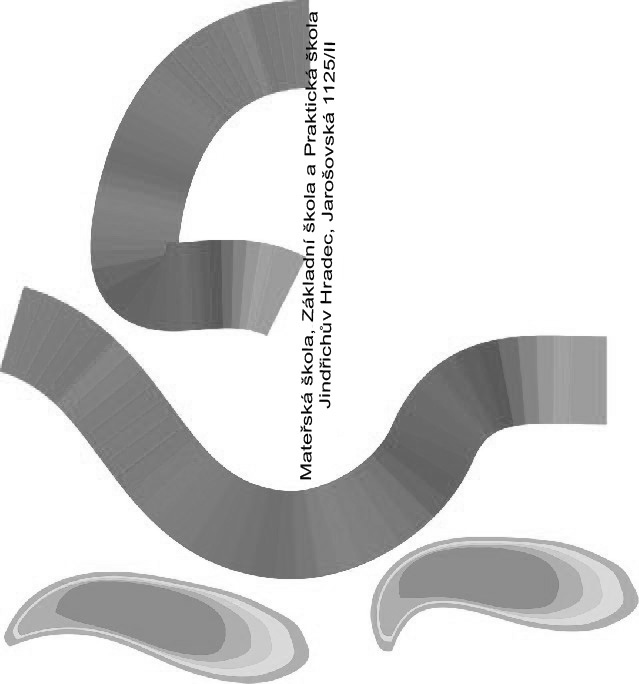 Mateřská škola, Základní škola a Praktická škola
Jindřichův Hradec, Jarošovská 1125/II